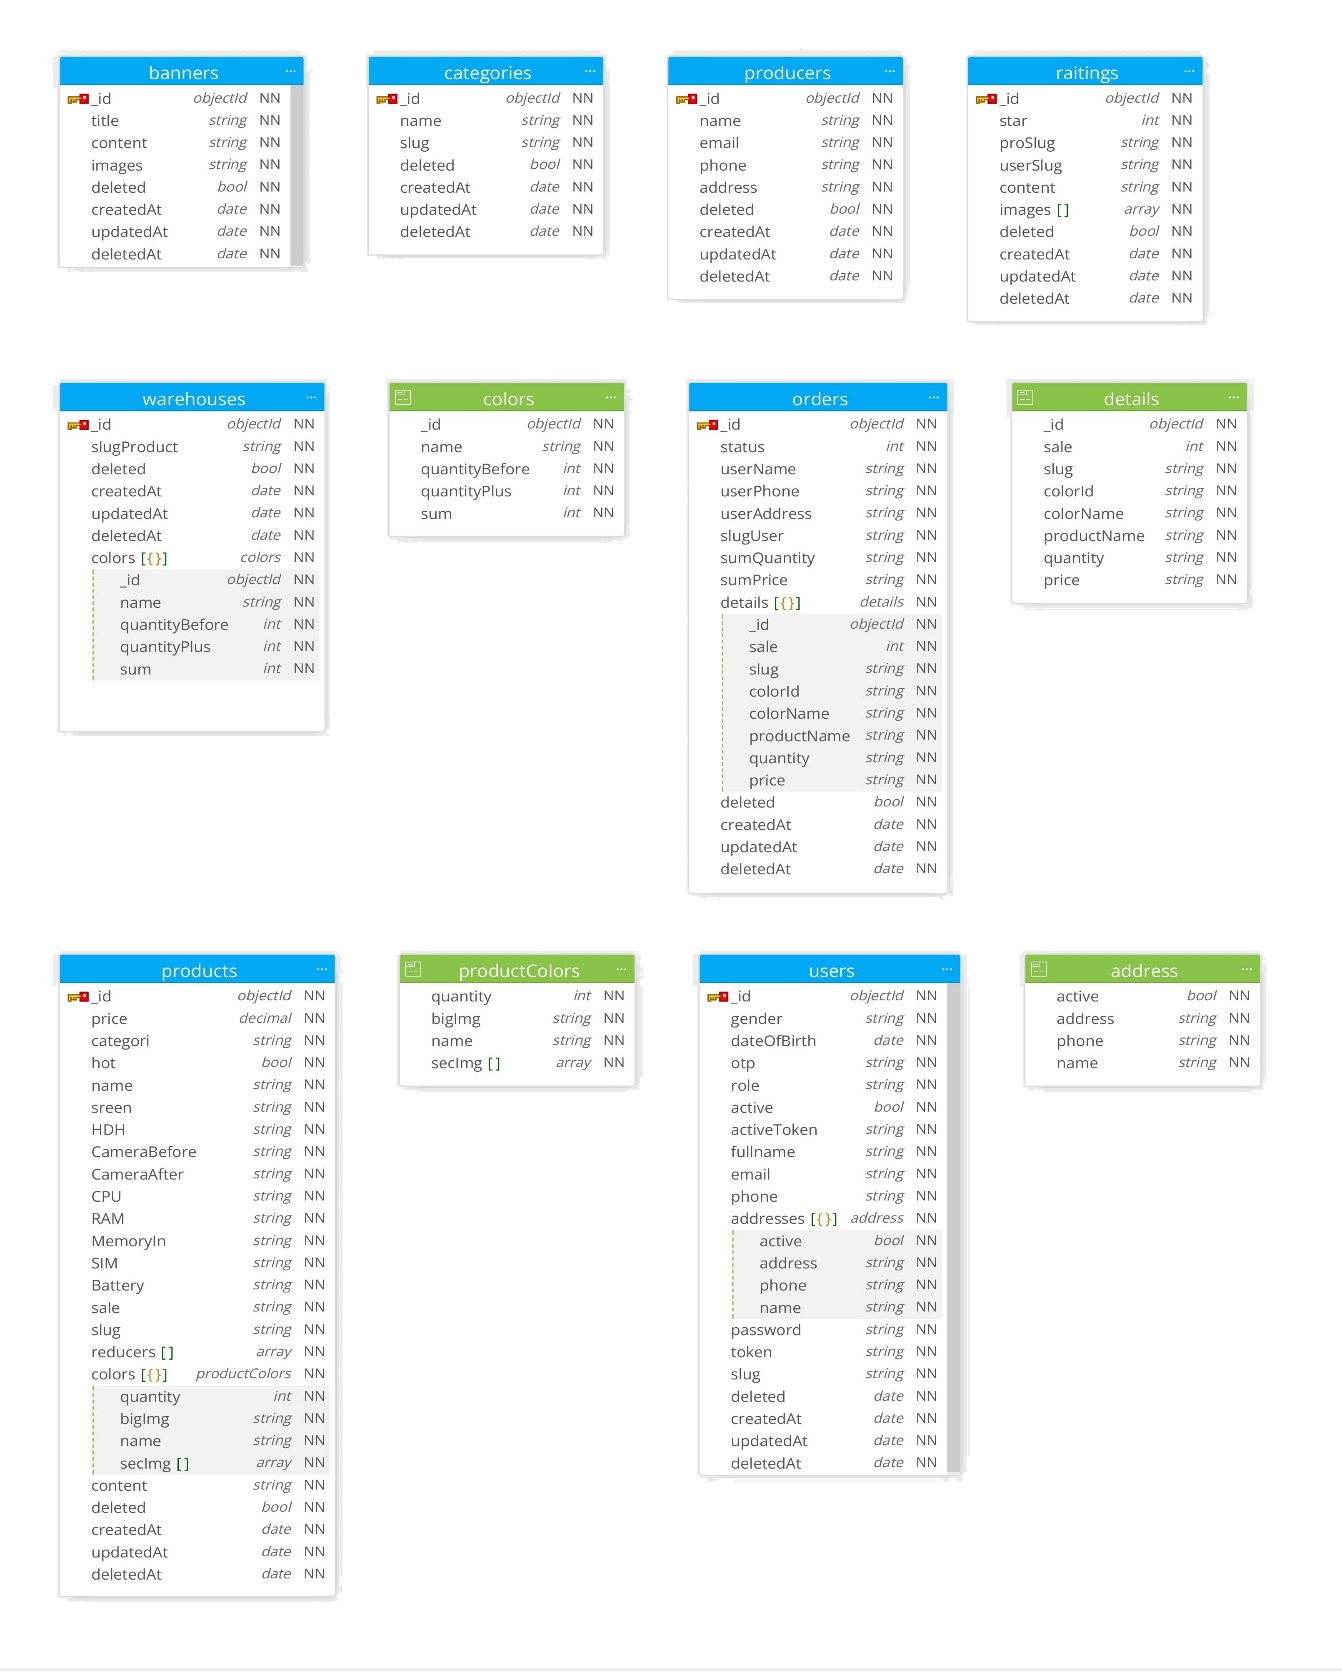 banners ...
_id objectId NN
title string NN
content string NN
images string NN
deleted bool NN
createdAt date NN
updatedAt date NN
deletedAt date NN
categories ...
_id objectId NN
name string NN
slug string NN
deleted bool NN
createdAt date NN
updatedAt date NN
deletedAt date NN
producers ...
_id objectId NN
name string NN
email string NN
phone string NN
address string NN
deleted bool NN
createdAt date NN
updatedAt date NN
deletedAt date NN
raitings ...
_id objectId NN
star int NN
proSlug string NN
userSlug string NN
content string NN
images [] array NN
deleted bool NN
createdAt date NN
updatedAt date NN
deletedAt date NN
warehouses ...
_id objectId NN
slugProduct string NN
deleted bool NN
createdAt date NN
updatedAt date NN
deletedAt date NN
colors [{}] colors NN
_id objectId NN
name string NN
quantityBefore int NN
quantityPlus int NN
sum int NN
colors ...
_id objectId NN
name string NN
quantityBefore int NN
quantityPlus int NN
sum int NN
orders ...
_id objectId NN
status int NN
userName string NN
userPhone string NN
userAddress string NN
slugUser string NN
sumQuantity string NN
sumPrice string NN
details [{}] details NN
_id objectId NN
sale int NN
slug string NN
colorId string NN
colorName string NN
productName string NN
quantity string NN
price string NN
deleted bool NN
createdAt date NN
updatedAt date NN
deletedAt date NN
details ...
_id objectId NN
sale int NN
slug string NN
colorId string NN
colorName string NN
productName string NN
quantity string NN
price string NN
products ...
_id objectId NN
price decimal NN
categori string NN
hot bool NN
name string NN
sreen string NN
HDH string NN
CameraBefore string NN
CameraAfter string NN
CPU string NN
RAM string NN
MemoryIn string NN
SIM string NN
Battery string NN
sale string NN
slug string NN
reducers [] array NN
colors [{}] productColors NN
quantity int NN
bigImg string NN
name string NN
secImg [] array NN
content string NN
deleted bool NN
createdAt date NN
updatedAt date NN
deletedAt date NN
productColors ...
quantity int NN
bigImg string NN
name string NN
secImg [] array NN
users ...
_id objectId NN
gender string NN
dateOfBirth date NN
otp string NN
role string NN
active bool NN
activeToken string NN
fullname string NN
email string NN
phone string NN
addresses [{}] address NN
active bool NN
address string NN
phone string NN
name string NN
password string NN
token string NN
slug string NN
deleted date NN
createdAt date NN
updatedAt date NN
deletedAt date NN
address ...
active bool NN
address string NN
phone string NN
name string NN